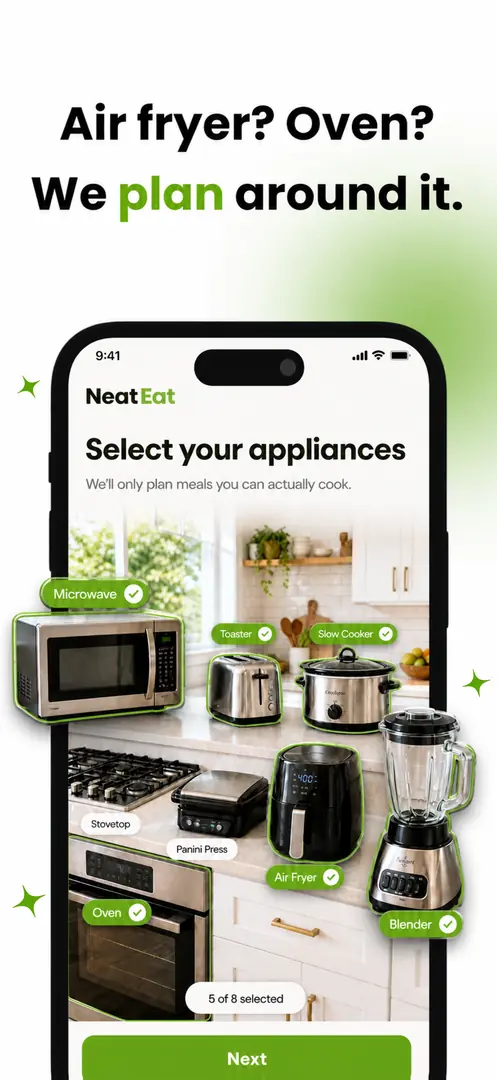 Air fryer? Oven?
We plan around it.
9:41
NeatEat
Select your appliances
We'll only plan meals you can actually cook.
Microwave
Toaster
Slow Cooker
400
Stovetop
Panini Press
Air Fryer
Oven
Blender
5 of 8 selected
Next